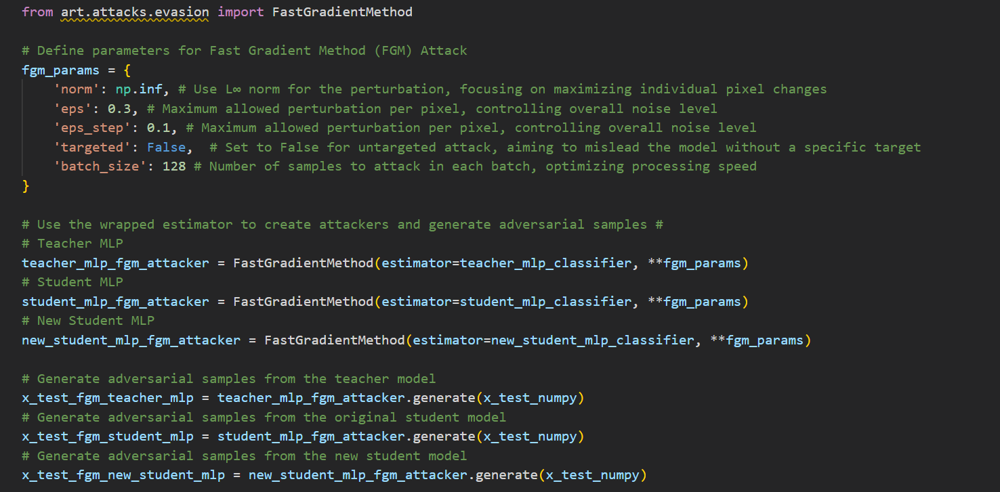 from art.attacks.evasion import FastGradientMethod
# Define parameters for Fast Gradient Method (FGM) Attack
fgm_params = {
    'norm': np.inf, # Use L∞ norm for the perturbation, focusing on maximizing individual pixel changes
    'eps': 0.3, # Maximum allowed perturbation per pixel, controlling overall noise level
    'eps_step': 0.1, # Maximum allowed perturbation per pixel, controlling overall noise level
    'targeted': False,  # Set to False for untargeted attack, aiming to mislead the model without a specific target
    'batch_size': 128 # Number of samples to attack in each batch, optimizing processing speed
}
# Use the wrapped estimator to create attackers and generate adversarial samples #
# Teacher MLP
teacher_mlp_fgm_attacker = FastGradientMethod(estimator=teacher_mlp_classifier, **fgm_params)
# Student MLP
student_mlp_fgm_attacker = FastGradientMethod(estimator=student_mlp_classifier, **fgm_params)
# New Student MLP
new_student_mlp_fgm_attacker = FastGradientMethod(estimator=new_student_mlp_classifier, **fgm_params)
# Generate adversarial samples from the teacher model
x_test_fgm_teacher_mlp = teacher_mlp_fgm_attacker.generate(x_test_numpy)
# Generate adversarial samples from the original student model
x_test_fgm_student_mlp = student_mlp_fgm_attacker.generate(x_test_numpy)
# Generate adversarial samples from the new student model
x_test_fgm_new_student_mlp = new_student_mlp_fgm_attacker.generate(x_test_numpy)